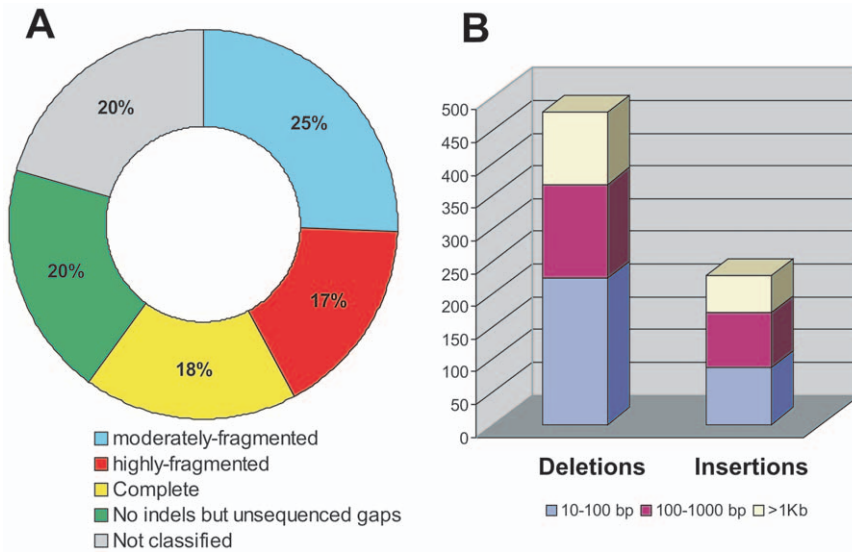 A
20%
25%
20%
17%
18%
moderately-fragmented
highly-fragmented
Complete
No indels but unsequenced gaps
Not classified
B
500
450
400
350
300
250
200
150
100
50
0
Deletions Insertions
10-100 bp 100-1000 bp >1Kb